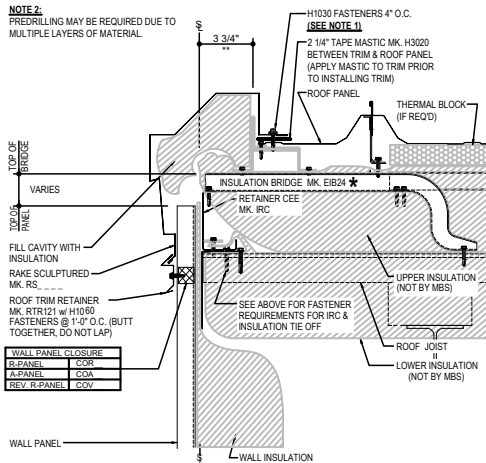 NOTE 2:
PREDRILLING MAY BE REQUIRED DUE TO
MULTIPLE LAYERS OF MATERIAL.
3 3/4"
**
H1030 FASTENERS 4" O.C.
(SEE NOTE 1)
2 1/4" TAPE MASTIC MK. H3020
BETWEEN TRIM & ROOF PANEL
(APPLY MASTIC TO TRIM PRIOR
TO INSTALLING TRIM)
ROOF PANEL
THERMAL BLOCK
(IF REQ'D)
TOP OF
BRIDGE
VARIES
TOP OF
PANEL
INSULATION BRIDGE MK. EIB24 *
RETAINER CEE
MK. IRC
FILL CAVITY WITH
INSULATION
RAKE SCULPTURED
MK. RS____
ROOF TRIM RETAINER
MK. RTR121 w/ H1060
FASTENERS @ 1'-0" O.C. (BUTT
TOGETHER, DO NOT LAP)
UPPER INSULATION
(NOT BY MBS)
SEE ABOVE FOR FASTENER
REQUIREMENTS FOR IRC &
INSULATION TIE OFF
ROOF JOIST
LOWER INSULATION
(NOT BY MBS)
WALL PANEL CLOSURE
R-PANEL COR__
A-PANEL COA__
REV. R-PANEL COV
WALL PANEL
WALL INSULATION